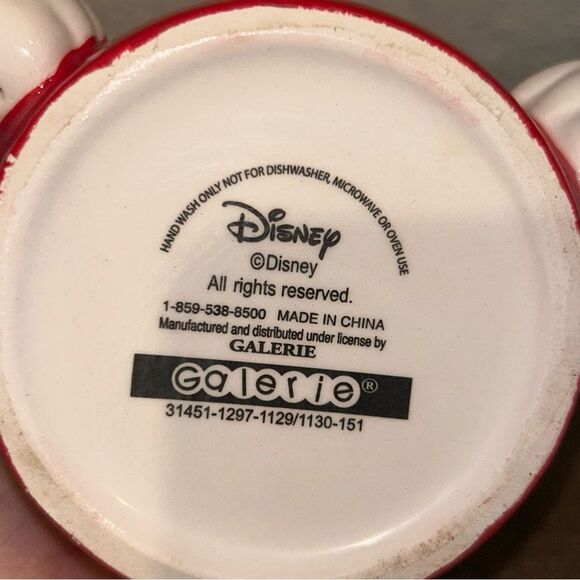 HAND WASH ONLY NOT FOR DISHWASHER, MICROWAVE OR OVEN USE
Disney
©Disney
All rights reserved.
1-859-538-8500 MADE IN CHINA
Manufactured and distributed under license by
GALERIE
Galerie®
31451-1297-1129/1130-151